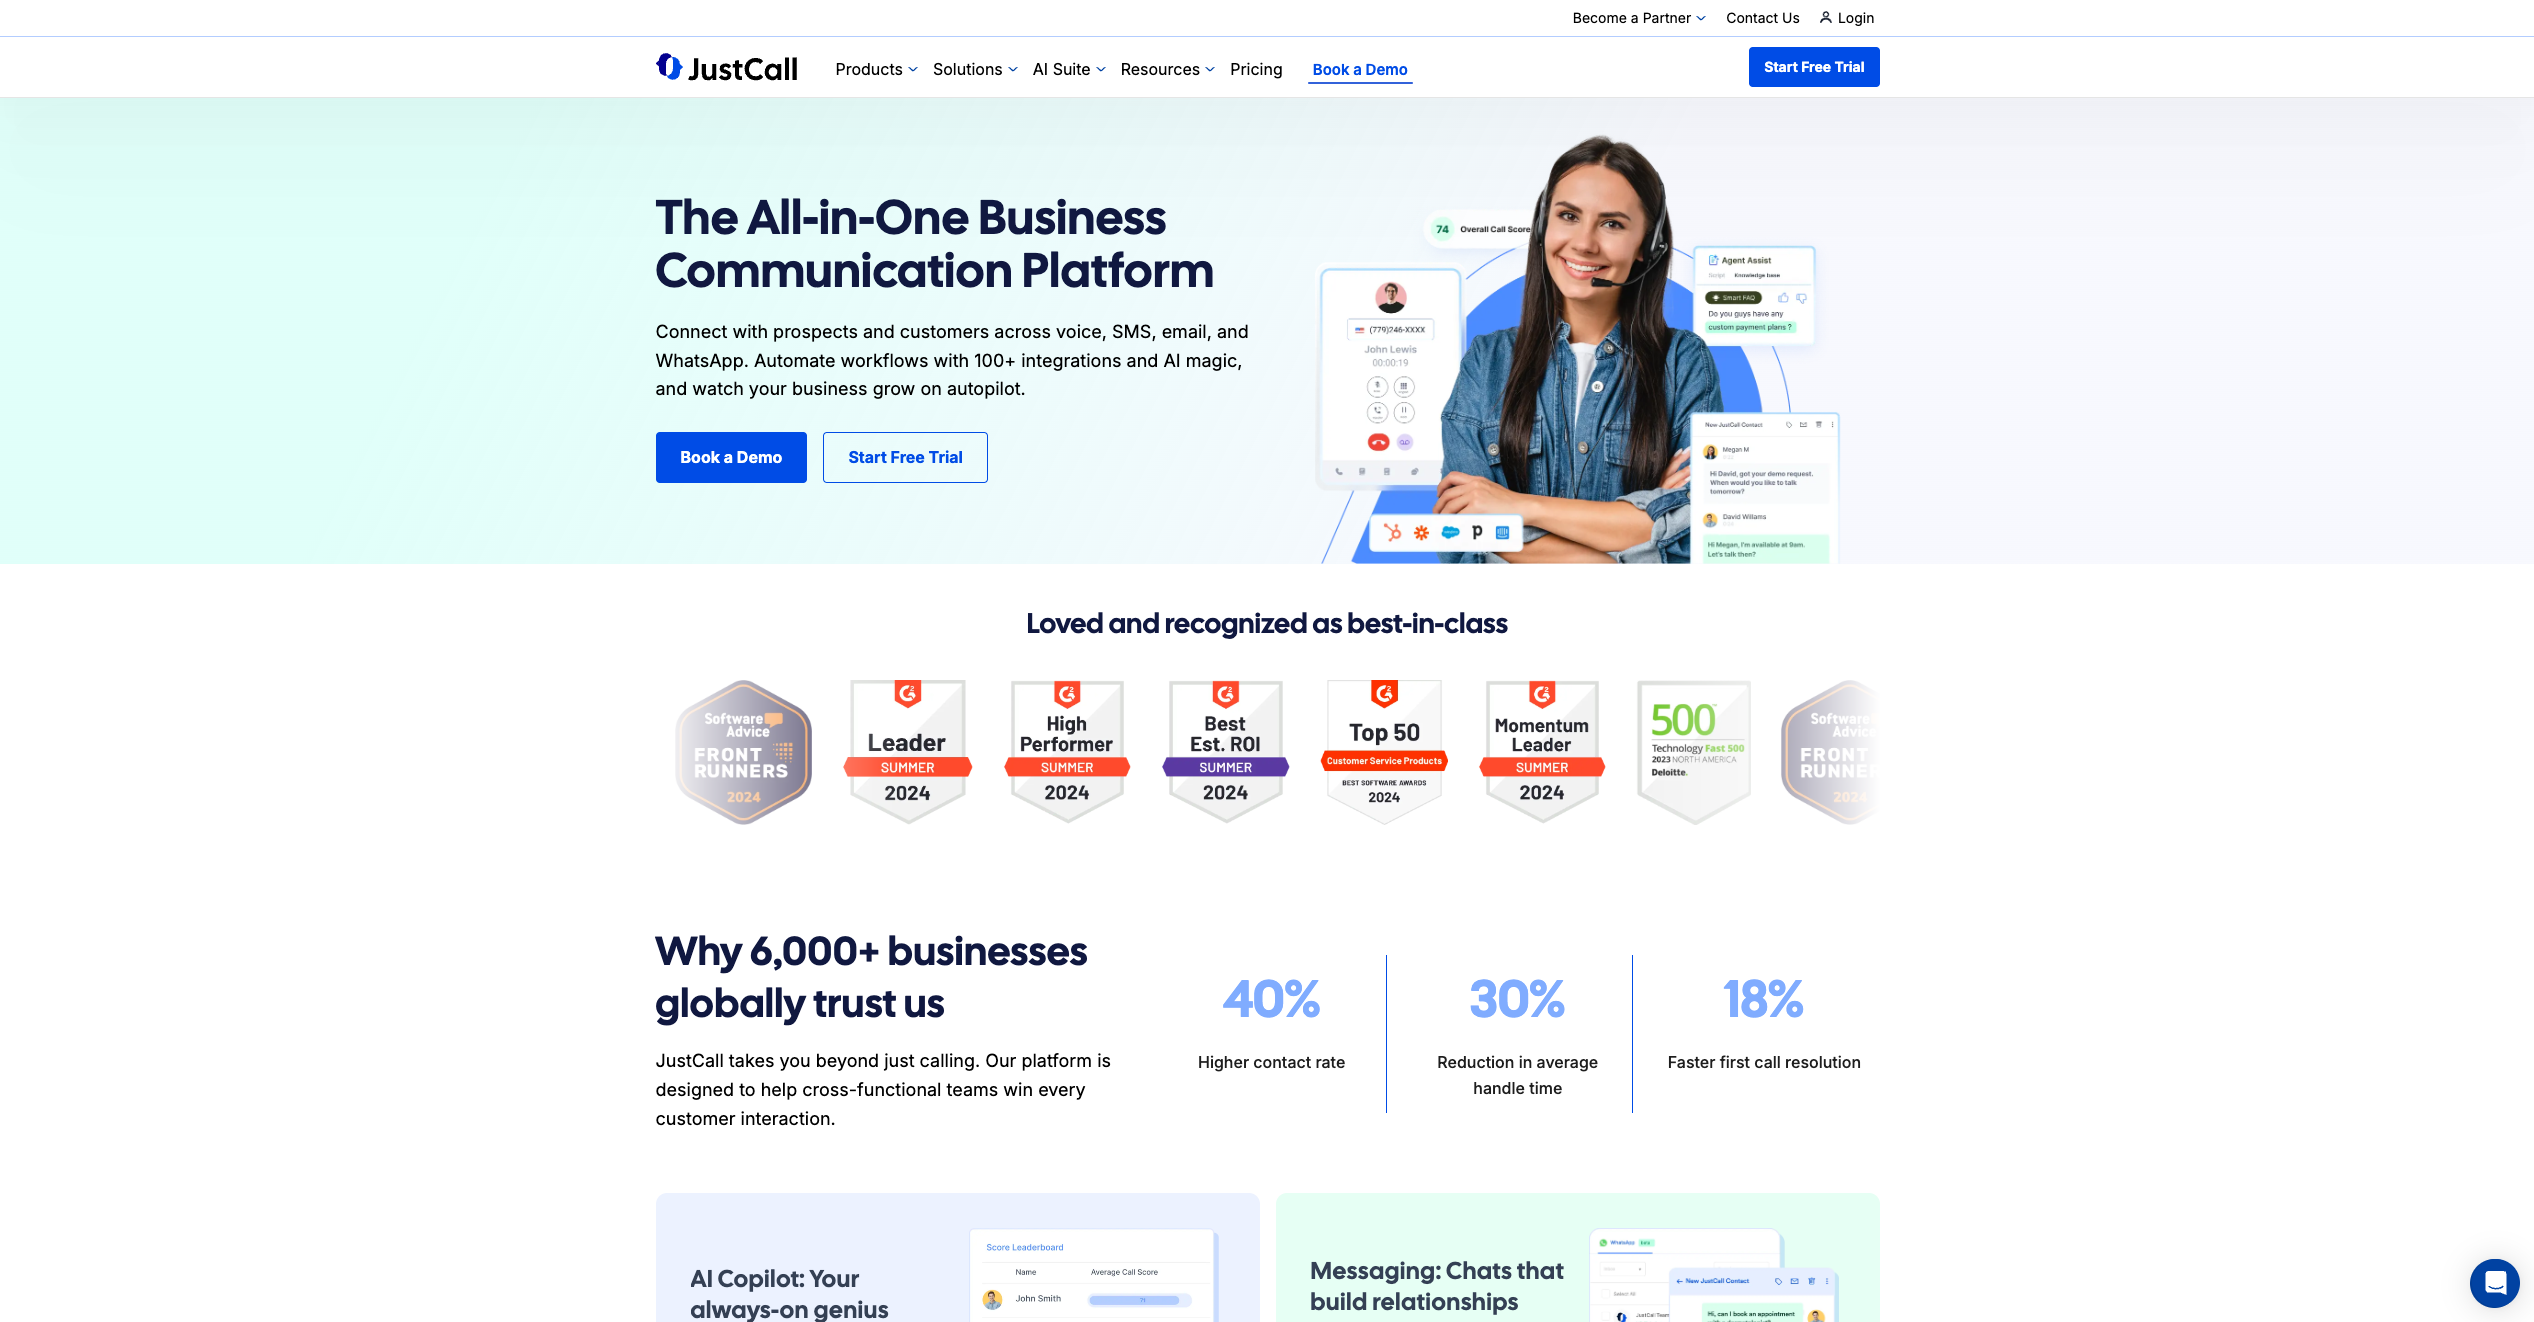 Become a Partner
Contact Us
Login
JustCall
Products
Solutions
AI Suite
Resources
Pricing
Book a Demo
Start Free Trial
The All-in-One Business
Communication Platform
Connect with prospects and customers across voice, SMS, email, and
WhatsApp. Automate workflows with 100+ integrations and AI magic,
and watch your business grow on autopilot.
Book a Demo
Start Free Trial
74 Overall Call Score
(779)246-XXXX
John Lewis
00:00:19
Agent Assist
Script Knowledge base
Smart FAQ
Do you guys have any
custom payment plans ?
New JustCall Contact
Megan M
Hi David, got your demo request.
When would you like to talk
tomorrow?
David Willams
Hi Megan, I'm available at 9am.
Let's talk then?
Loved and recognized as best-in-class
Software
Advice
FRONT
RUNNERS
2024
Leader
SUMMER
2024
High
Performer
SUMMER
2024
Best
Est. ROI
SUMMER
2024
Top 50
Customer Service Products
BEST SOFTWARE AWARDS
2024
Momentum
Leader
SUMMER
2024
500
Technology Fast 500
2023 NORTH AMERICA
Deloitte.
Software
Advice
FRONT
RUNNERS
2024
Why 6,000+ businesses
globally trust us
JustCall takes you beyond just calling. Our platform is
designed to help cross-functional teams win every
customer interaction.
40%
Higher contact rate
30%
Reduction in average
handle time
18%
Faster first call resolution
AI Copilot: Your
always-on genius
Score Leaderboard
Name Average Call Score
John Smith 71
Messaging: Chats that
build relationships
WhatsApp beta
Select All
JustCall Team
New JustCall Contact
Hi, can I book an appointment